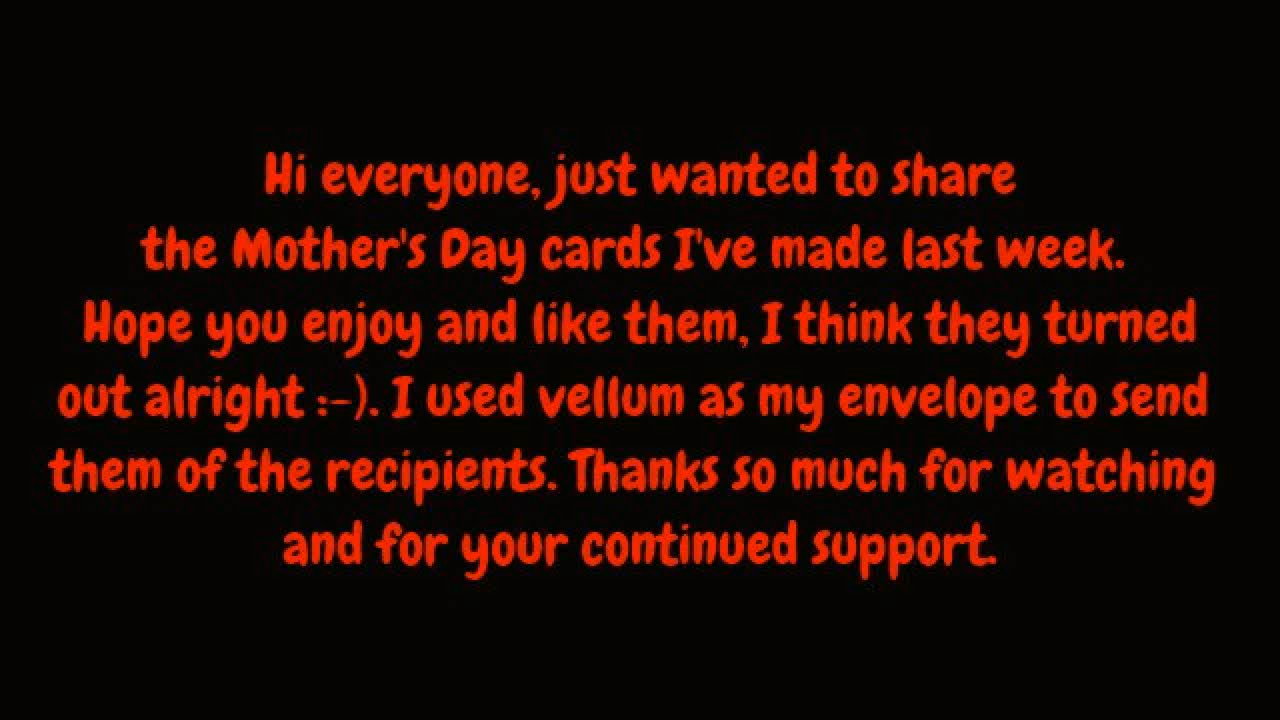 Hi everyone, just wanted to share
the Mother's Day cards I've made last week.
Hope you enjoy and like them, I think they turned
out alright :-). I used vellum as my envelope to send
them of the recipients. Thanks so much for watching
and for your continued support.